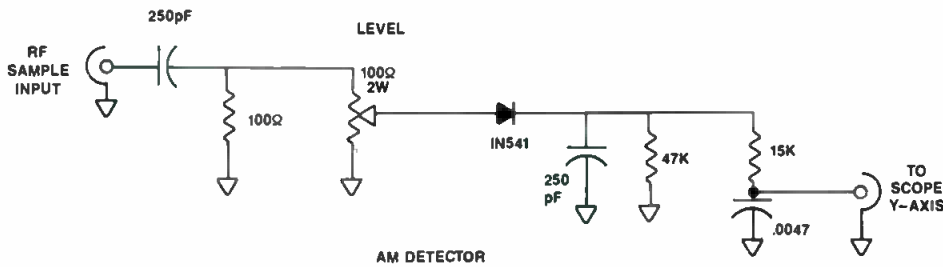 250pF
LEVEL
RF
SAMPLE
INPUT
100Ω
100Ω
2W
IN541
250
pF
47K
15K
.0047
TO
SCOPE
Y-AXIS
AM DETECTOR